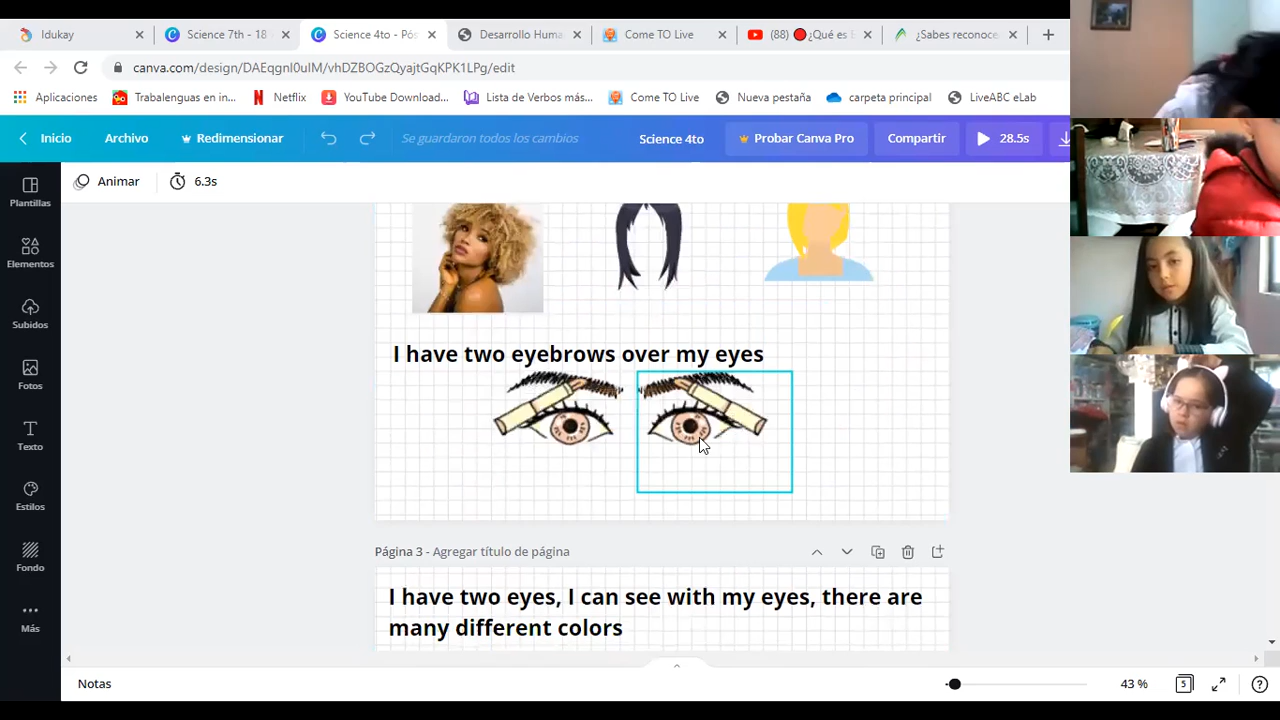 Idukay
Science 7th - 18
Science 4to - Pós
Desarrollo Huma
Come TO Live
(88) ¿Qué es
¿Sabes reconoce
canva.com/design/DAEqgnI0uIM/vhDZBOGzQyajtGqKPK1LPg/edit
Aplicaciones
Trabalenguas en in...
Netflix
YouTube Download...
Lista de Verbos más...
Come TO Live
Nueva pestaña
carpeta principal
LiveABC eLab
Inicio
Archivo
Redimensionar
Se guardaron todos los cambios
Science 4to
Probar Canva Pro
Compartir
28.5s
Plantillas
Elementos
Subidos
Fotos
Texto
Estilos
Fondo
Más
Animar
6.3s
I have two eyebrows over my eyes
Página 3 - Agregar título de página
I have two eyes, I can see with my eyes, there are
many different colors
Notas
43 %
5